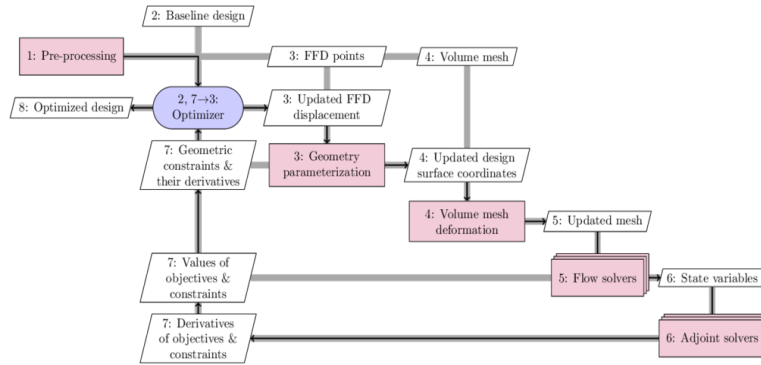 2: Baseline design
1: Pre-processing
3: FFD points
4: Volume mesh
8: Optimized design
2, 7→3:
Optimizer
3: Updated FFD
displacement
7: Geometric
constraints &
their derivatives
3: Geometry
parameterization
4: Updated design
surface coordinates
4: Volume mesh
deformation
5: Updated mesh
7: Values of
objectives &
constraints
5: Flow solvers
6: State variables
7: Derivatives
of objectives &
constraints
6: Adjoint solvers